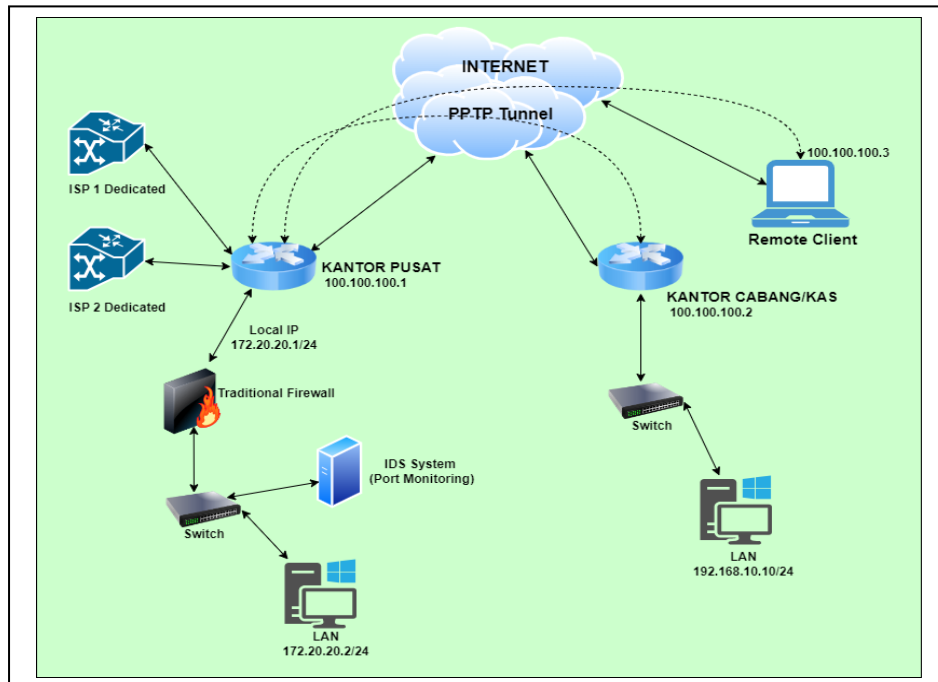 INTERNET
PPTP Tunnel
ISP 1 Dedicated
100.100.100.3
Remote Client
ISP 2 Dedicated
KANTOR PUSAT
100.100.100.1
KANTOR CABANG/KAS
100.100.100.2
Local IP
172.20.20.1/24
Traditional Firewall
Switch
IDS System
(Port Monitoring)
Switch
LAN
192.168.10.10/24
LAN
172.20.20.2/24